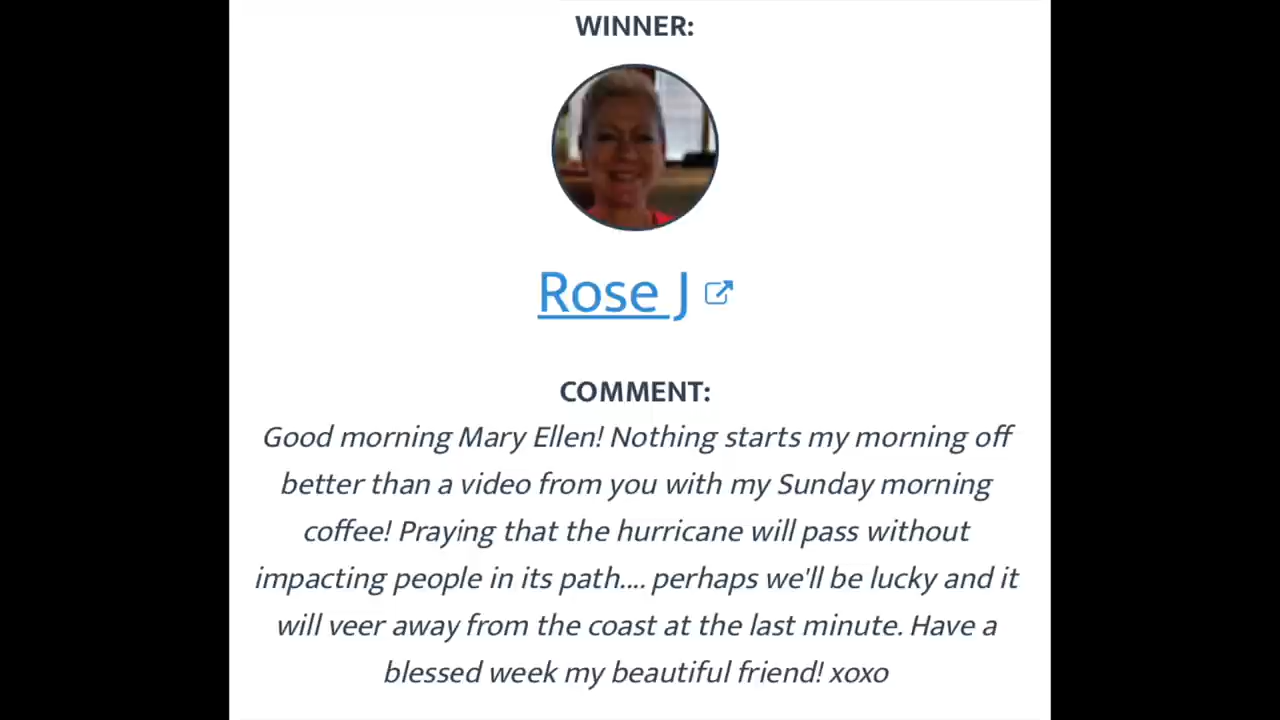 WINNER:
Rose J
COMMENT:
Good morning Mary Ellen! Nothing starts my morning off
better than a video from you with my Sunday morning
coffee! Praying that the hurricane will pass without
impacting people in its path.... perhaps we'll be lucky and it
will veer away from the coast at the last minute. Have a
blessed week my beautiful friend! xoxo